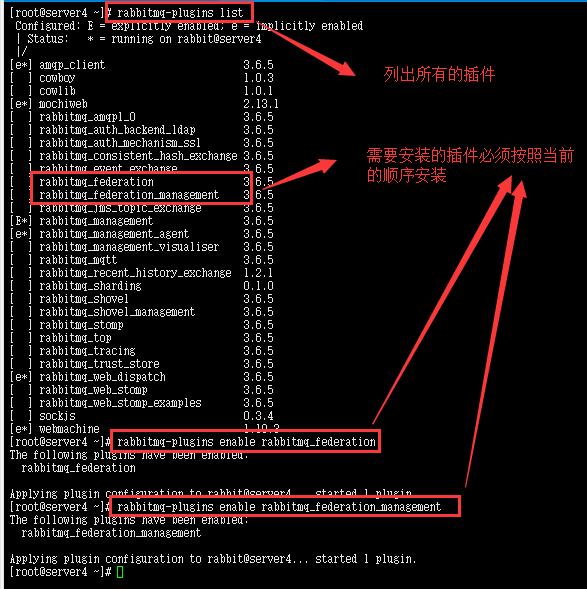 [root@server4 ~]# rabbitmq-plugins list
Configured: E = explicitly enabled; e = implicitly enabled
| Status: * = running on rabbit@server4
|/
[e*] amqp_client 3.6.5
[ ] cowboy 1.0.3
[ ] cowlib 1.0.1
[e*] mochiweb 2.13.1
[ ] rabbitmq_amqp1_0 3.6.5
[ ] rabbitmq_auth_backend_ldap 3.6.5
[ ] rabbitmq_auth_mechanism_ssl 3.6.5
[ ] rabbitmq_consistent_hash_exchange 3.6.5
[ ] rabbitmq_event_exchange 3.6.5
[ ] rabbitmq_federation 3.6.5
[ ] rabbitmq_federation_management 3.6.5
[ ] rabbitmq_jms_topic_exchange 3.6.5
[E*] rabbitmq_management 3.6.5
[e*] rabbitmq_management_agent 3.6.5
[ ] rabbitmq_management_visualiser 3.6.5
[ ] rabbitmq_mqtt 3.6.5
[ ] rabbitmq_recent_history_exchange 1.2.1
[ ] rabbitmq_sharding 0.1.0
[ ] rabbitmq_shovel 3.6.5
[ ] rabbitmq_shovel_management 3.6.5
[ ] rabbitmq_stomp 3.6.5
[ ] rabbitmq_top 3.6.5
[ ] rabbitmq_tracing 3.6.5
[ ] rabbitmq_trust_store 3.6.5
[e*] rabbitmq_web_dispatch 3.6.5
[ ] rabbitmq_web_stomp 3.6.5
[ ] rabbitmq_web_stomp_examples 3.6.5
[ ] sockjs 0.3.4
[e*] webmachine 1.10.3
[root@server4 ~]# rabbitmq-plugins enable rabbitmq_federation
The following plugins have been enabled:
rabbitmq_federation
Applying plugin configuration to rabbit@server4... started 1 plugin.
[root@server4 ~]# rabbitmq-plugins enable rabbitmq_federation_management
The following plugins have been enabled:
rabbitmq_federation_management
Applying plugin configuration to rabbit@server4... started 1 plugin.
[root@server4 ~]#
列出所有的插件
需要安装的插件必须按照当前
的顺序安装